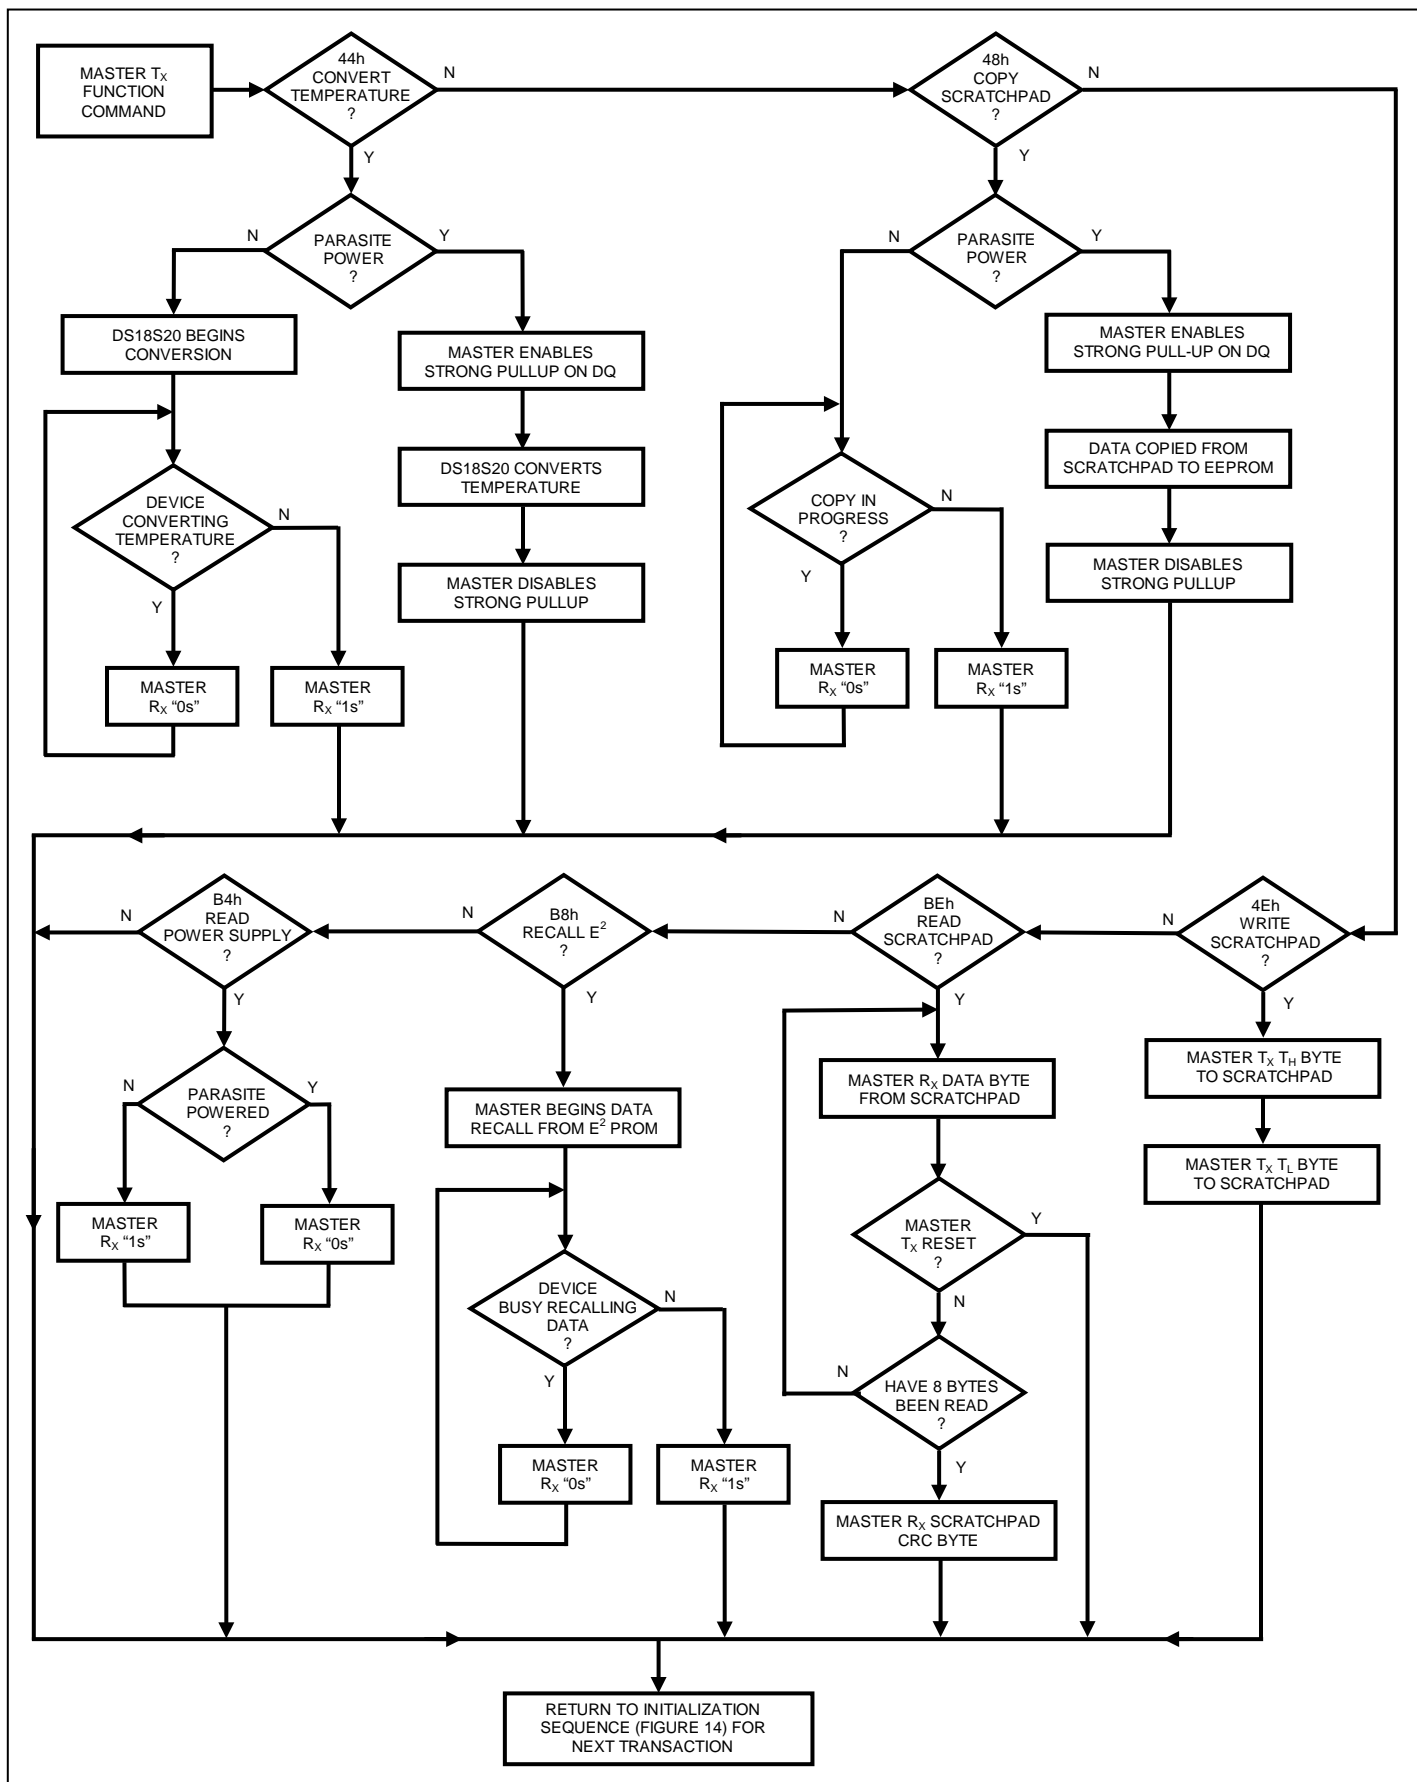 MASTER TX
FUNCTION
COMMAND
44h
CONVERT
TEMPERATURE
?
N
Y
48h
COPY
SCRATCHPAD
?
N
Y
PARASITE
POWER
?
N
Y
PARASITE
POWER
?
N
Y
DS18S20 BEGINS
CONVERSION
MASTER ENABLES
STRONG PULLUP ON DQ
MASTER ENABLES
STRONG PULL-UP ON DQ
DS18S20 CONVERTS
TEMPERATURE
DATA COPIED FROM
SCRATCHPAD TO EEPROM
DEVICE
CONVERTING
TEMPERATURE
?
N
Y
COPY IN
PROGRESS
?
N
Y
MASTER DISABLES
STRONG PULLUP
MASTER DISABLES
STRONG PULLUP
MASTER
RX “0s”
MASTER
RX “1s”
MASTER
RX “0s”
MASTER
RX “1s”
B4h
READ
POWER SUPPLY
?
N
Y
B8h
RECALL E2
?
N
Y
BEh
READ
SCRATCHPAD
?
N
Y
4Eh
WRITE
SCRATCHPAD
?
N
Y
PARASITE
POWERED
?
N
Y
MASTER
RX “1s”
MASTER
RX “0s”
MASTER BEGINS DATA
RECALL FROM E2 PROM
DEVICE
BUSY RECALLING
DATA
?
N
Y
MASTER
RX “0s”
MASTER
RX “1s”
MASTER RX DATA BYTE
FROM SCRATCHPAD
MASTER
TX RESET
?
Y
N
HAVE 8 BYTES
BEEN READ
?
N
Y
MASTER RX SCRATCHPAD
CRC BYTE
MASTER TX TH BYTE
TO SCRATCHPAD
MASTER TX TL BYTE
TO SCRATCHPAD
RETURN TO INITIALIZATION
SEQUENCE (FIGURE 14) FOR
NEXT TRANSACTION